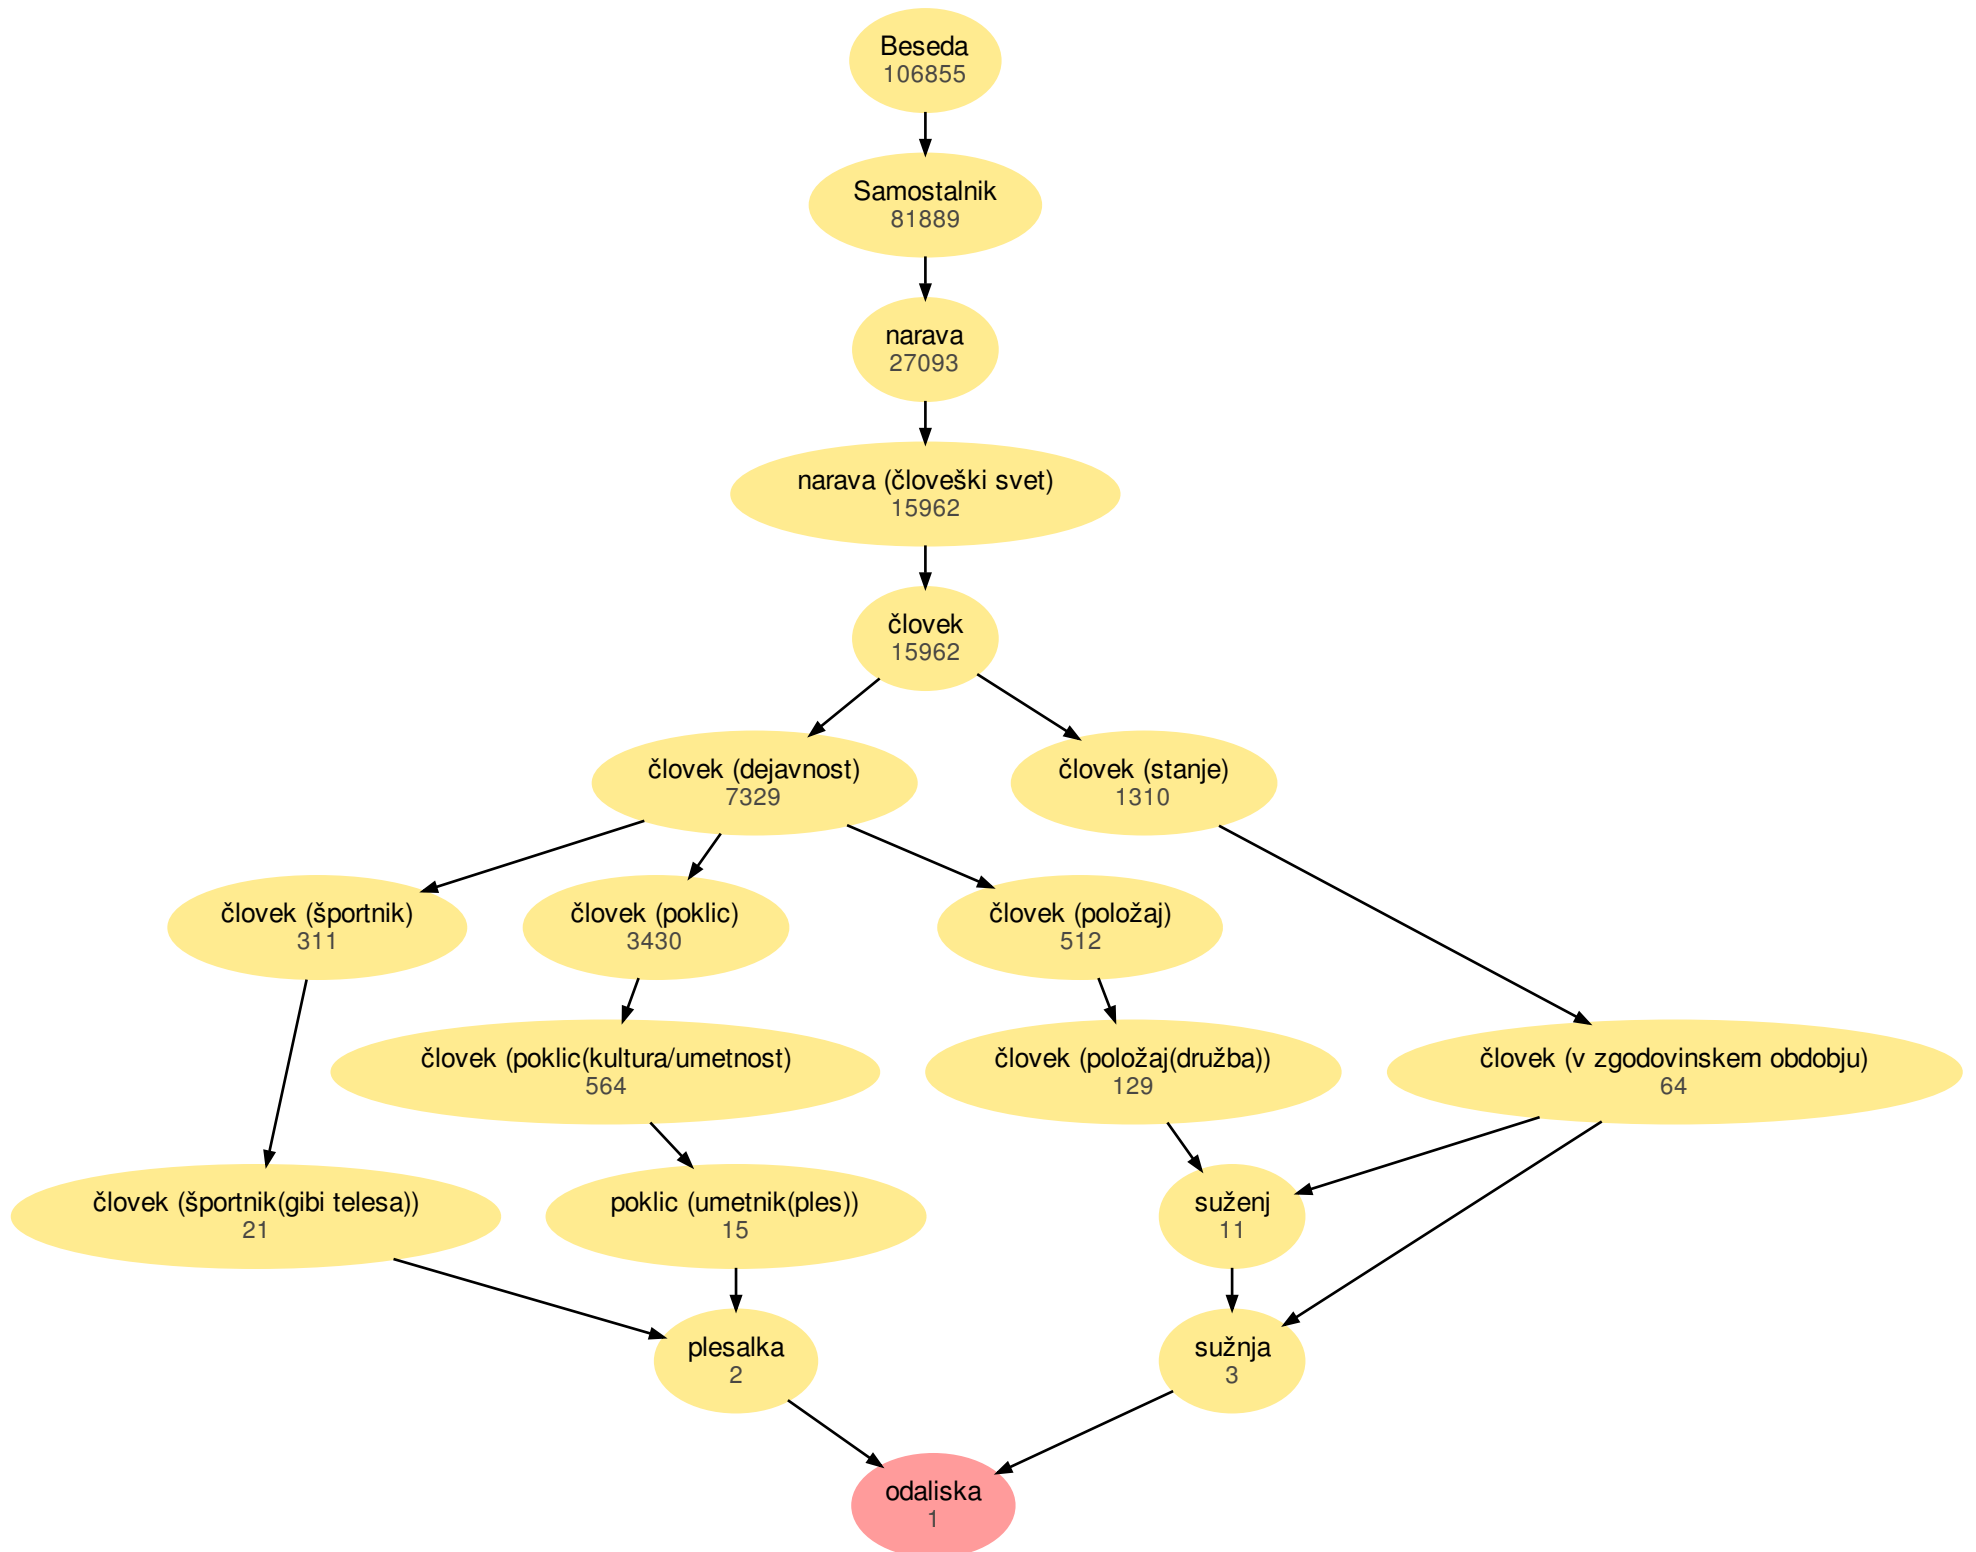 Beseda
106855
Samostalnik
81889
narava
27093
narava (človeški svet)
15962
človek
15962
človek (dejavnost)
7329
človek (stanje)
1310
človek (športnik)
311
človek (poklic)
3430
človek (položaj)
512
človek (poklic(kultura/umetnost)
564
človek (položaj(družba))
129
človek (v zgodovinskem obdobju)
64
človek (športnik(gibi telesa))
21
poklic (umetnik(ples))
15
suženj
11
plesalka
2
sužnja
3
odaliska
1